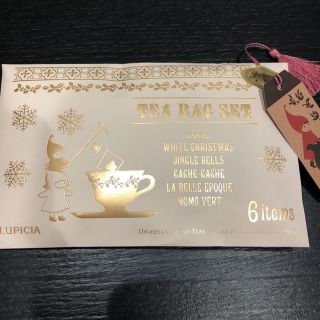 TEA BAG SET
CAROL
WHITE CHRISTMAS
JINGLE BELLS
CACHE-CACHE
LA BELLE EPOQUE
MOMO VERT
6 items
LUPICIA